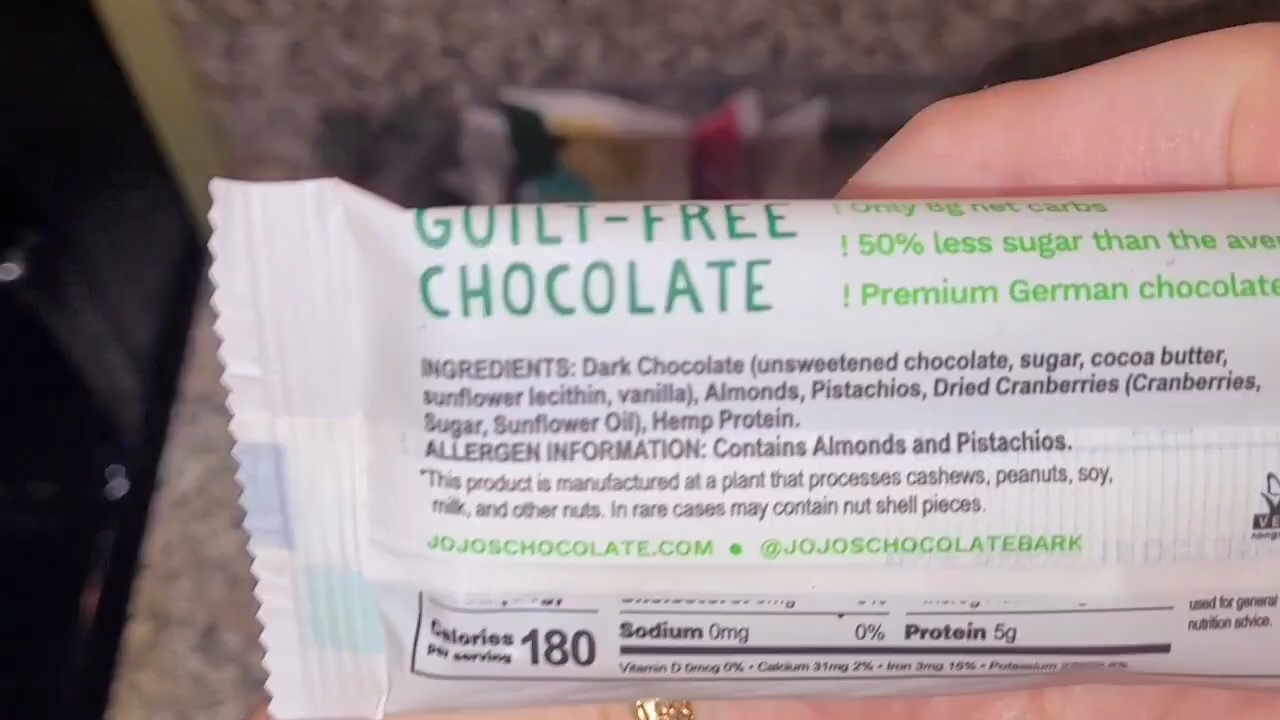 GUILT-FREE
CHOCOLATE
! Only 8g net carbs
! 50% less sugar than the
! Premium German chocolate
INGREDIENTS: Dark Chocolate (unsweetened chocolate, sugar, cocoa butter,
sunflower lecithin, vanilla), Almonds, Pistachios, Dried Cranberries (Cranberries,
Sugar, Sunflower Oil), Hemp Protein.
ALLERGEN INFORMATION: Contains Almonds and Pistachios.
*This product is manufactured at a plant that processes cashews, peanuts, soy,
milk, and other nuts. In rare cases may contain nut shell pieces.
JOJOSCHOCOLATE.COM • @JOJOSCHOCOLATEBARK
used for general
nutrition advice.
Calories
Per serving
180
Sodium 0mg 0% Protein 5g
Vitamin D 0mcg 0% • Calcium 31mg 2% • Iron 3mg 15% • Potassium